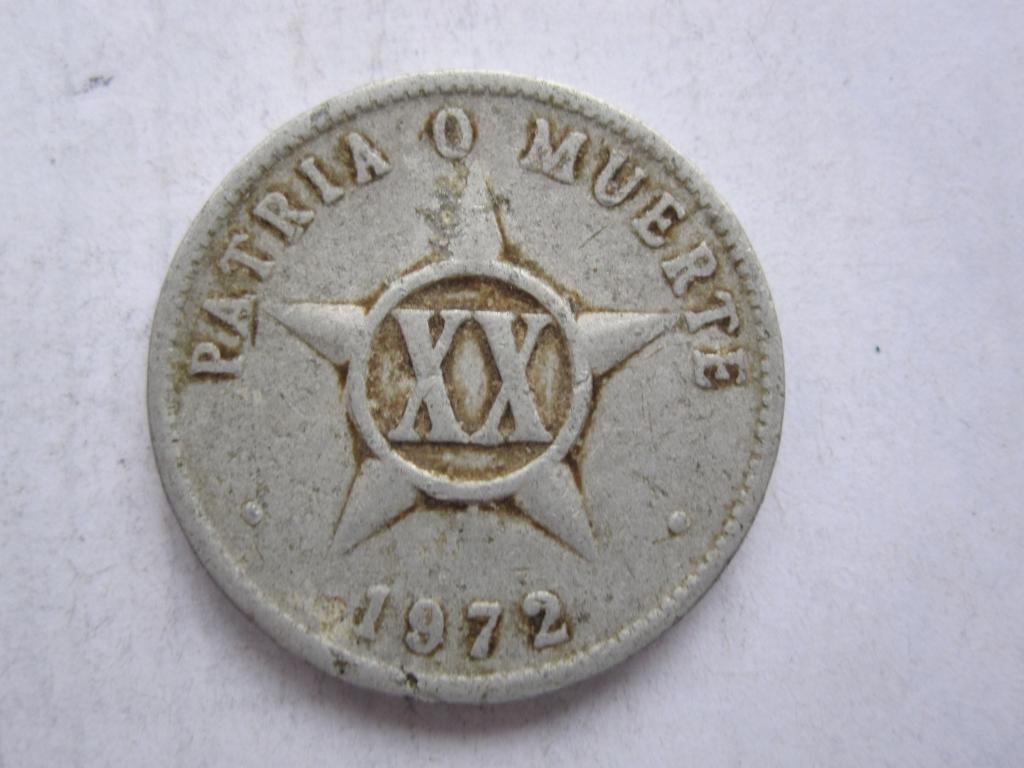 PATRIA O MUERTE
XX
1972